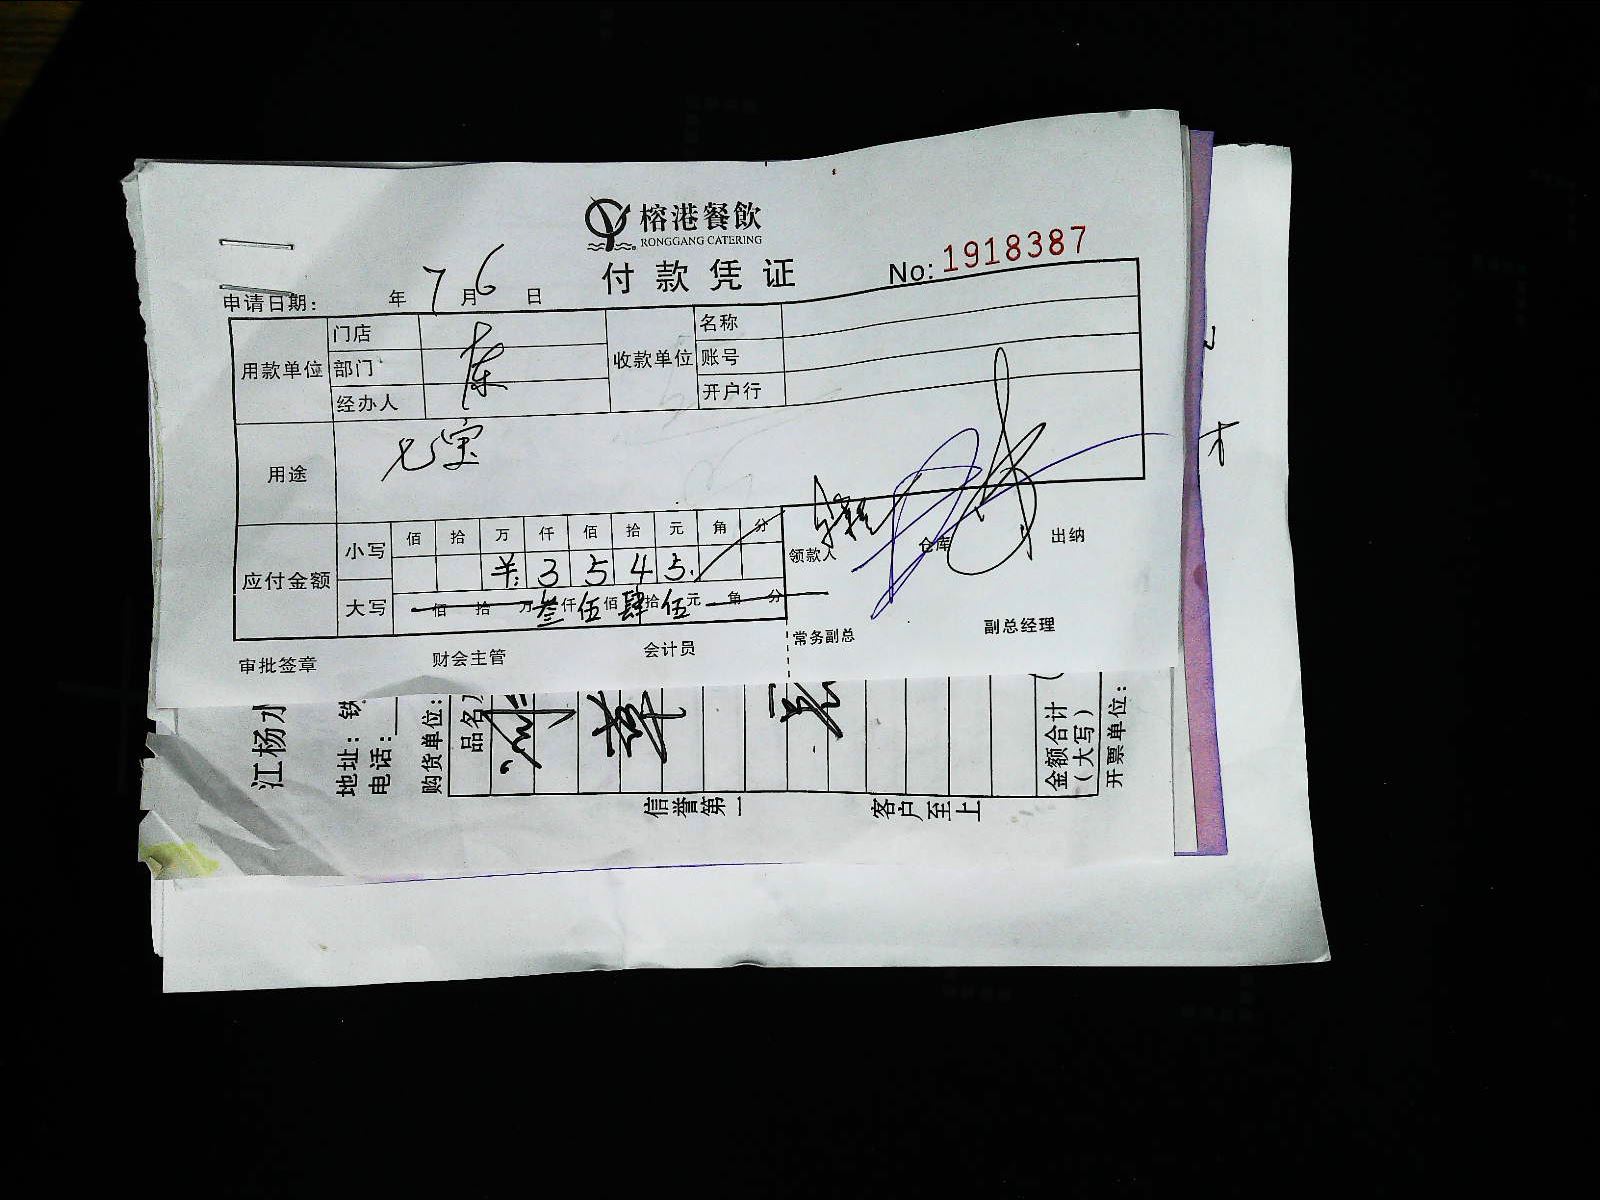 榕港餐飲
RONGGANG CATERING
付款凭证
No: 1918387
申请日期： 年 7 月 6 日
用款单位 门店 收款单位 名称
部门 账号
经办人 开户行
用途
应付金额 小写 佰 拾 万 仟 佰 拾 元 角 分
羊: 3 5 4 5.
大写 佰 拾 万 叁 仟 伍 佰 肆 拾 伍 元 角 分
领款人 仓库 出纳
审批签章 财会主管 会计员 常务副总 副总经理
江杨水
地址：铁
电话：
购货单位：
品名
金额合计
（大写）
开票单位：
信誉第一 客户至上